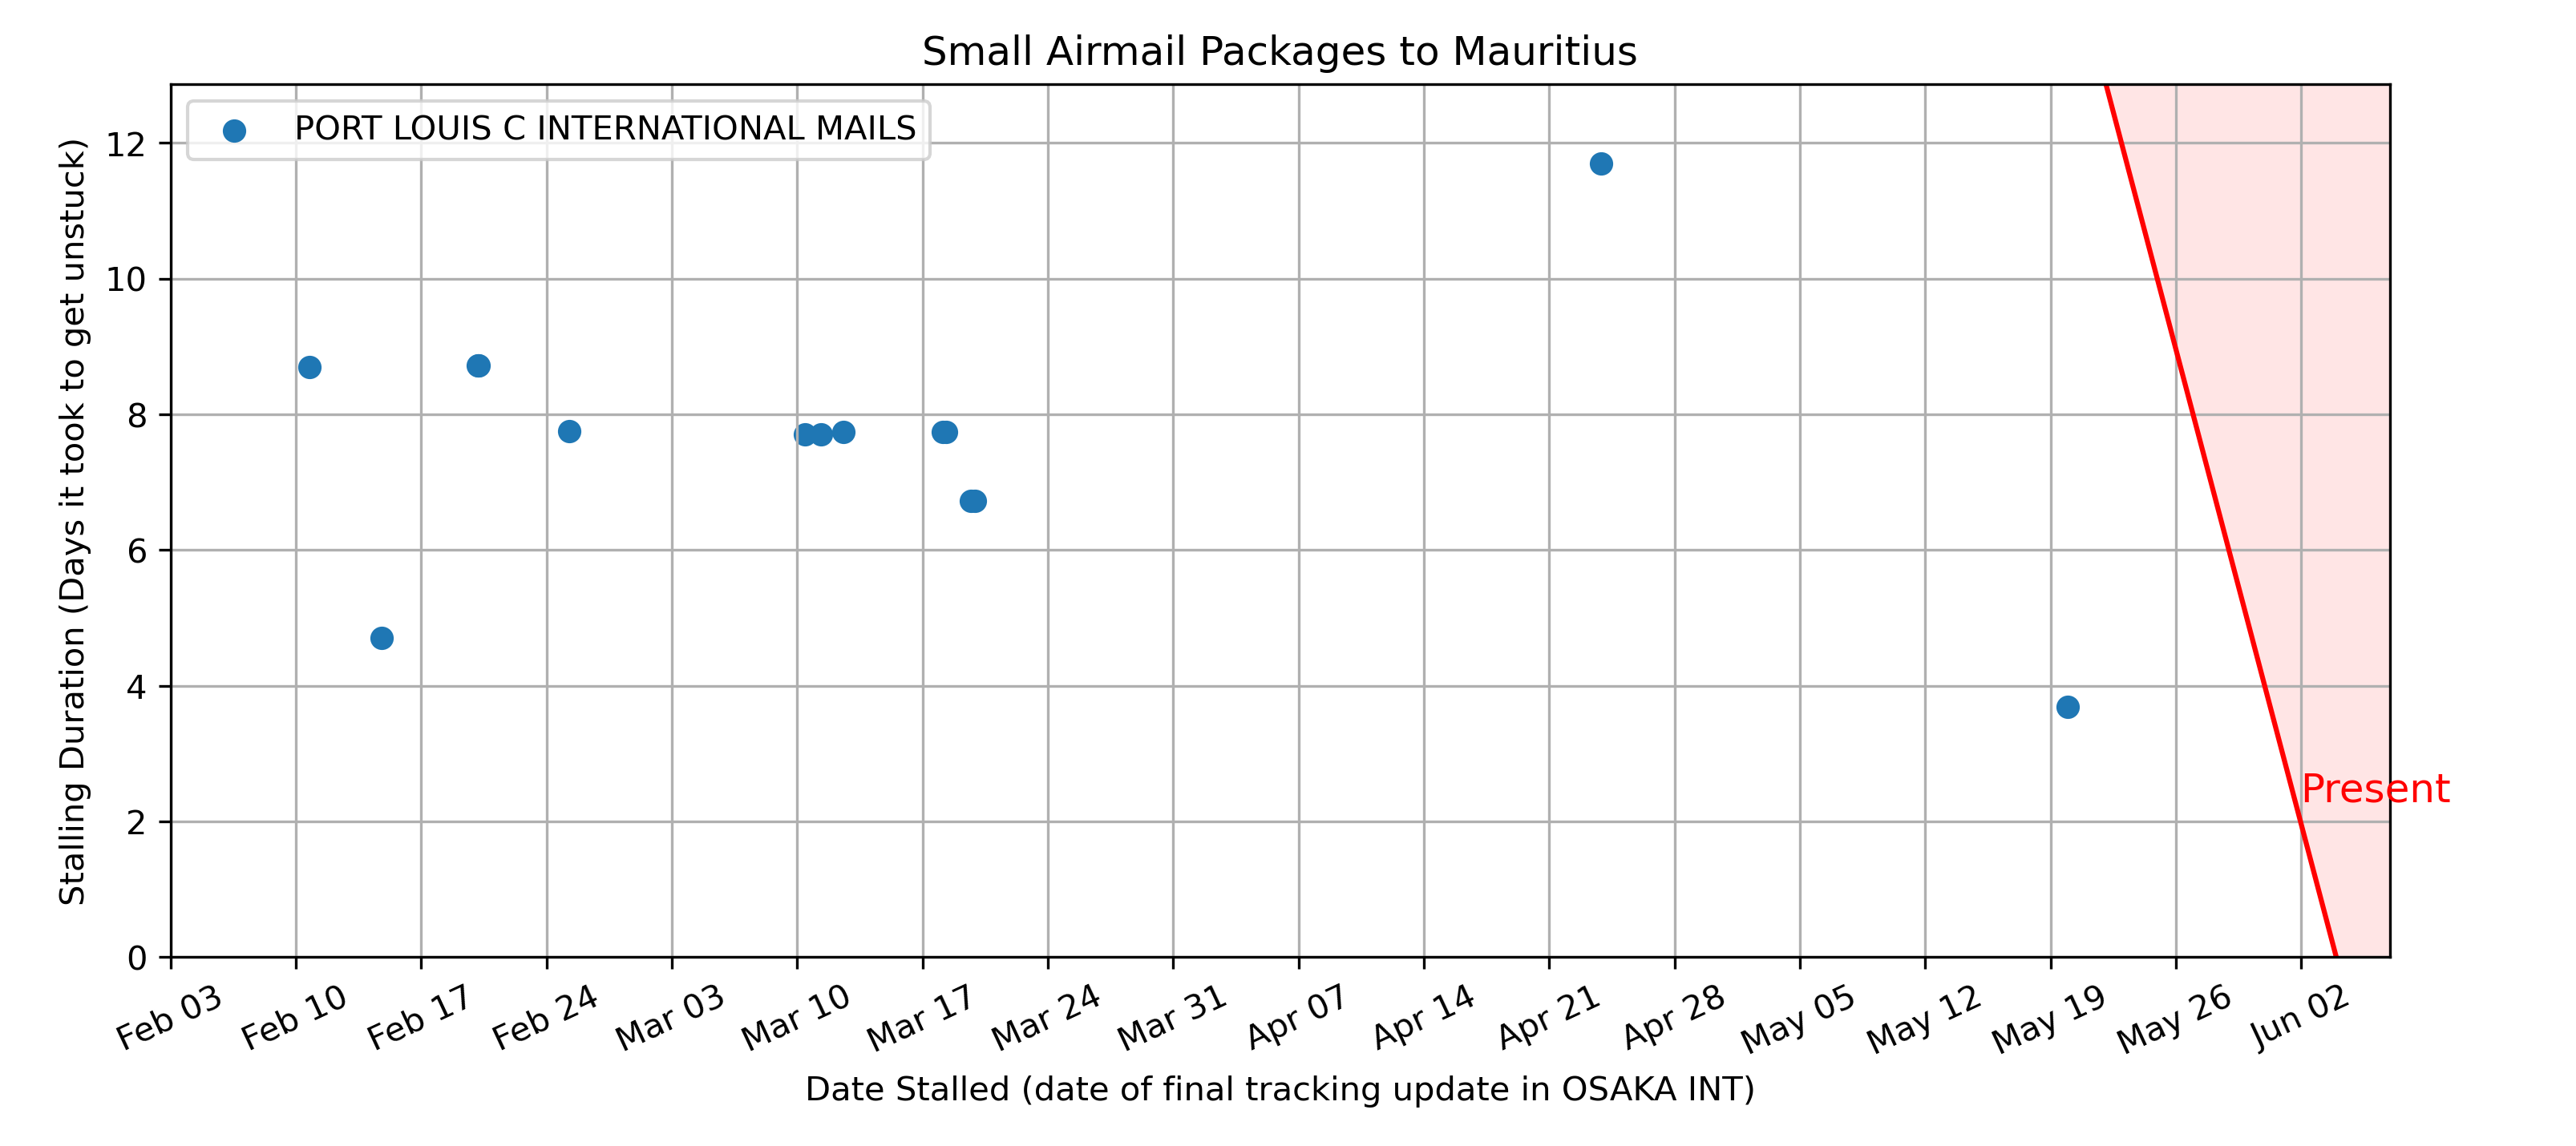 Small Airmail Packages to Mauritius
PORT LOUIS C INTERNATIONAL MAILS
Stalling Duration (Days it took to get unstuck)
12
10
8
6
4
2
0
Present
Feb 03
Feb 10
Feb 17
Feb 24
Mar 03
Mar 10
Mar 17
Mar 24
Mar 31
Apr 07
Apr 14
Apr 21
Apr 28
May 05
May 12
May 19
May 26
Jun 02
Date Stalled (date of final tracking update in OSAKA INT)